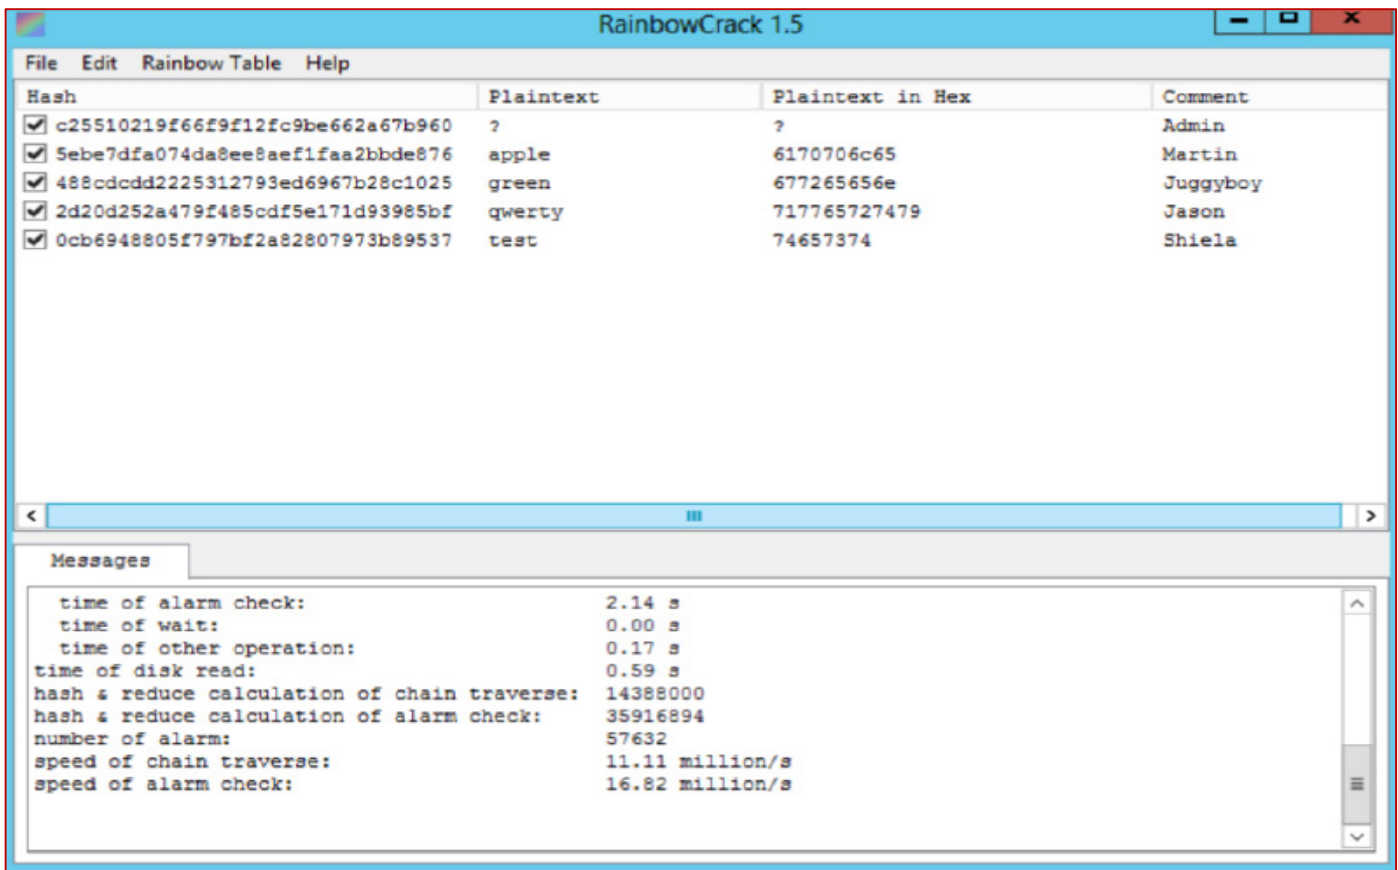 RainbowCrack 1.5
File Edit Rainbow Table Help
Hash Plaintext Plaintext in Hex Comment
c25510219f66f9f12fc9be662a67b960 ? ? Admin
5ebe7dfa074da8ee8aef1faa2bbde876 apple 6170706c65 Martin
488cdcdd2225312793ed6967b28c1025 green 677265656e Juggyboy
2d20d252a479f485cdf5e171d93985bf qwerty 717765727479 Jason
0cb6948805f797bf2a82807973b89537 test 74657374 Shiela
Messages
time of alarm check: 2.14 s
time of wait: 0.00 s
time of other operation: 0.17 s
time of disk read: 0.59 s
hash & reduce calculation of chain traverse: 14388000
hash & reduce calculation of alarm check: 35916894
number of alarm: 57632
speed of chain traverse: 11.11 million/s
speed of alarm check: 16.82 million/s